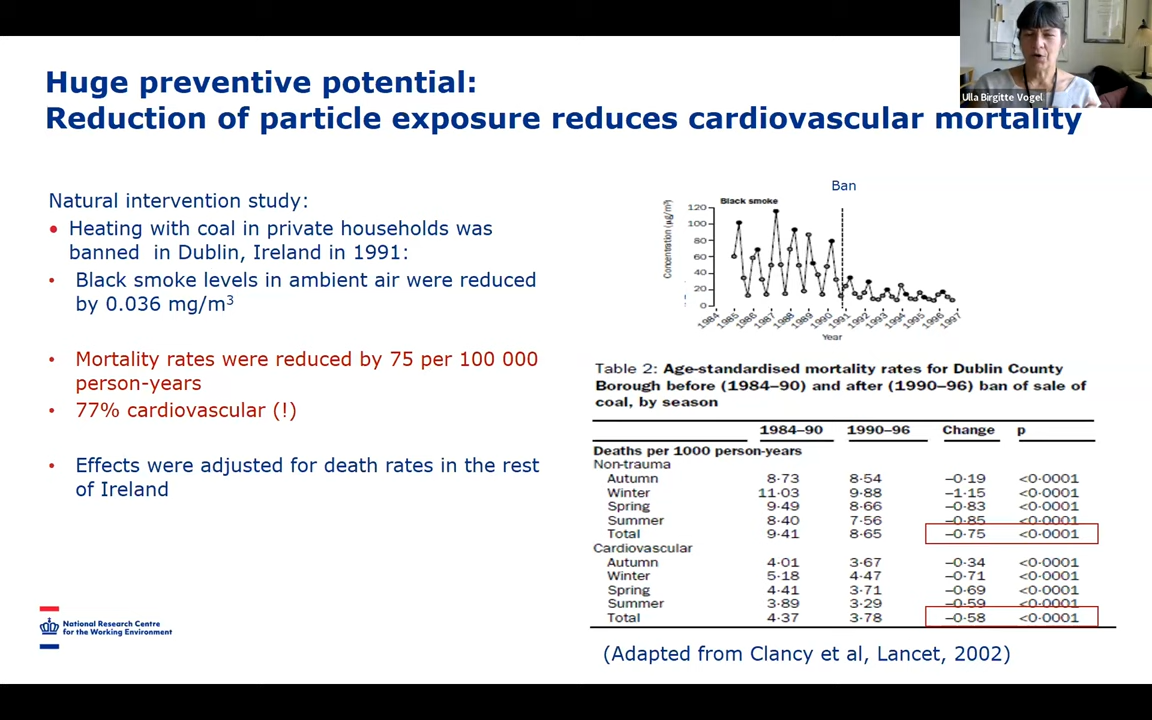 Ulla Birgitte Vogel
Huge preventive potential:
Reduction of particle exposure reduces cardiovascular mortality
Natural intervention study:
• Heating with coal in private households was
banned in Dublin, Ireland in 1991:
• Black smoke levels in ambient air were reduced
by 0.036 mg/m³
• Mortality rates were reduced by 75 per 100 000
person-years
• 77% cardiovascular (!)
• Effects were adjusted for death rates in the rest
of Ireland
National Research Centre
for the Working Environment
Ban
Black smoke
Concentration (µg/m³)
120
100
80
60
40
20
0
1984 1985 1986 1987 1988 1989 1990 1991 1992 1993 1994 1995 1996 1997
Year
Table 2: Age-standardised mortality rates for Dublin County
Borough before (1984–90) and after (1990–96) ban of sale of
coal, by season
1984–90 1990–96 Change p
Deaths per 1000 person-years
Non-trauma
Autumn 8·73 8·54 –0·19 <0·0001
Winter 11·03 9·88 –1·15 <0·0001
Spring 9·49 8·66 –0·83 <0·0001
Summer 8·40 7·56 –0·85 <0·0001
Total 9·41 8·65 –0·75 <0·0001
Cardiovascular
Autumn 4·01 3·67 –0·34 <0·0001
Winter 5·18 4·47 –0·71 <0·0001
Spring 4·41 3·71 –0·69 <0·0001
Summer 3·89 3·29 –0·59 <0·0001
Total 4·37 3·78 –0·58 <0·0001
(Adapted from Clancy et al, Lancet, 2002)